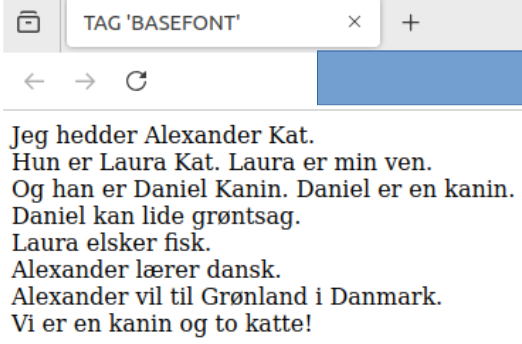 TAG 'BASEFONT'
Jeg hedder Alexander Kat.
Hun er Laura Kat. Laura er min ven.
Og han er Daniel Kanin. Daniel er en kanin.
Daniel kan lide grøntsag.
Laura elsker fisk.
Alexander lærer dansk.
Alexander vil til Grønland i Danmark.
Vi er en kanin og to katte!